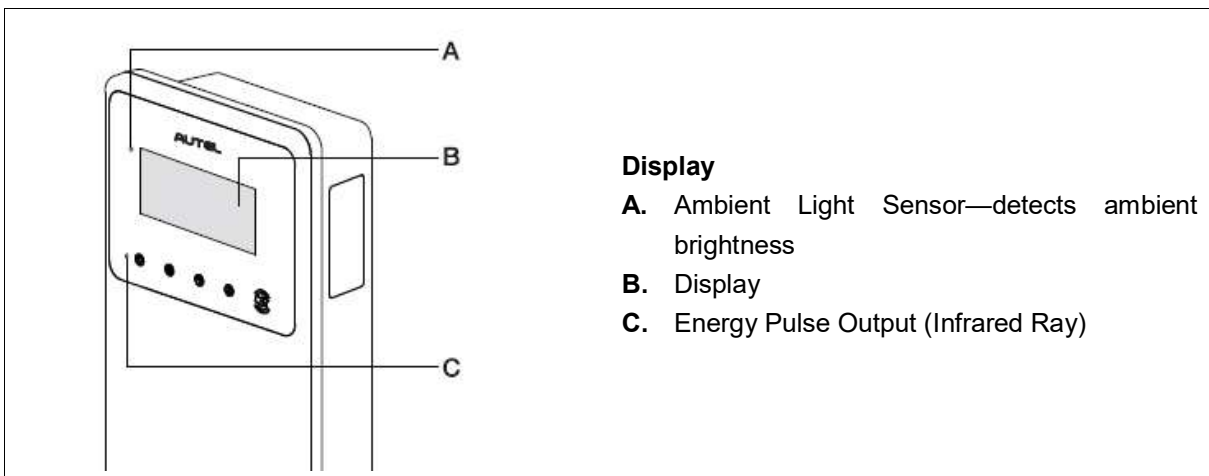 A
AUTEL
B
C
Display
A. Ambient Light Sensor—detects ambient
brightness
B. Display
C. Energy Pulse Output (Infrared Ray)